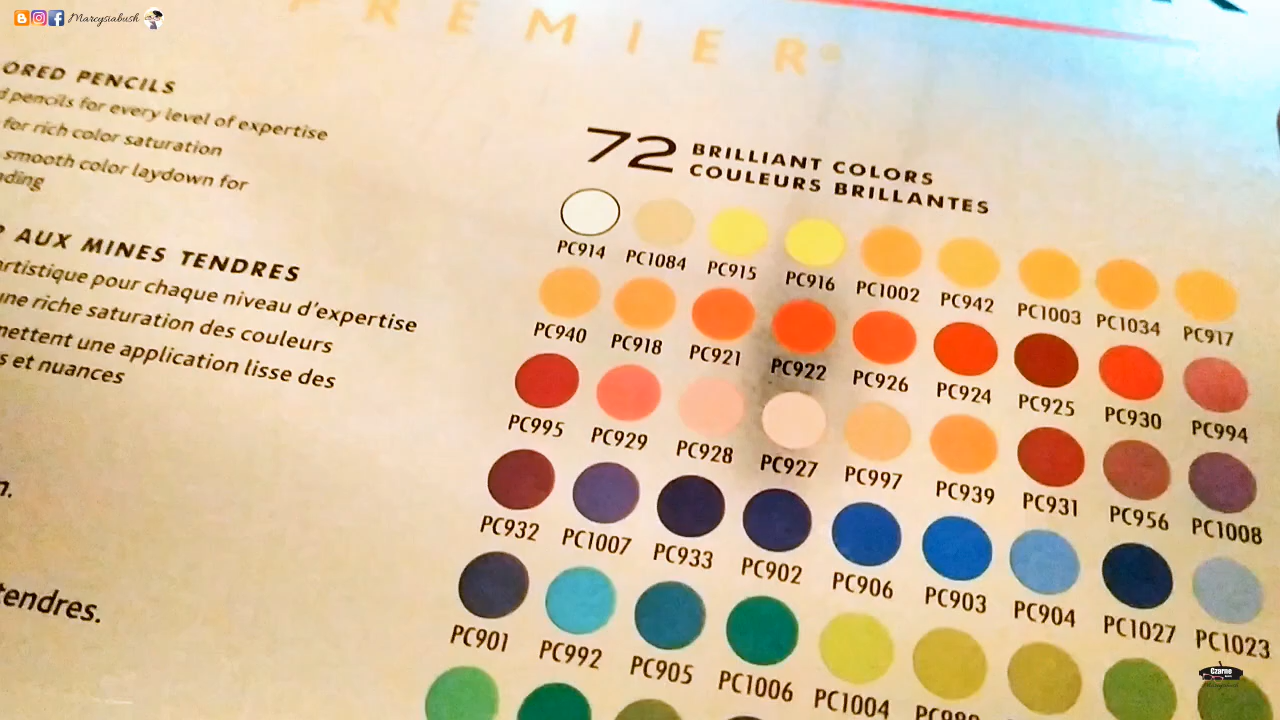 Marcysiabush
PREMIER®
ORED PENCILS
pencils for every level of expertise
for rich color saturation
smooth color laydown for
ading
AUX MINES TENDRES
artistique pour chaque niveau d'expertise
une riche saturation des couleurs
mettent une application lisse des
s et nuances
n.
tendres.
72 BRILLIANT COLORS
COULEURS BRILLANTES
PC914 PC1084 PC915 PC916 PC1002 PC942 PC1003 PC1034 PC917
PC940 PC918 PC921 PC922 PC926 PC924 PC925 PC930 PC994
PC995 PC929 PC928 PC927 PC997 PC939 PC931 PC956 PC1008
PC932 PC1007 PC933 PC902 PC906 PC903 PC904 PC1027 PC1023
PC901 PC992 PC905 PC1006 PC1004
Czarno